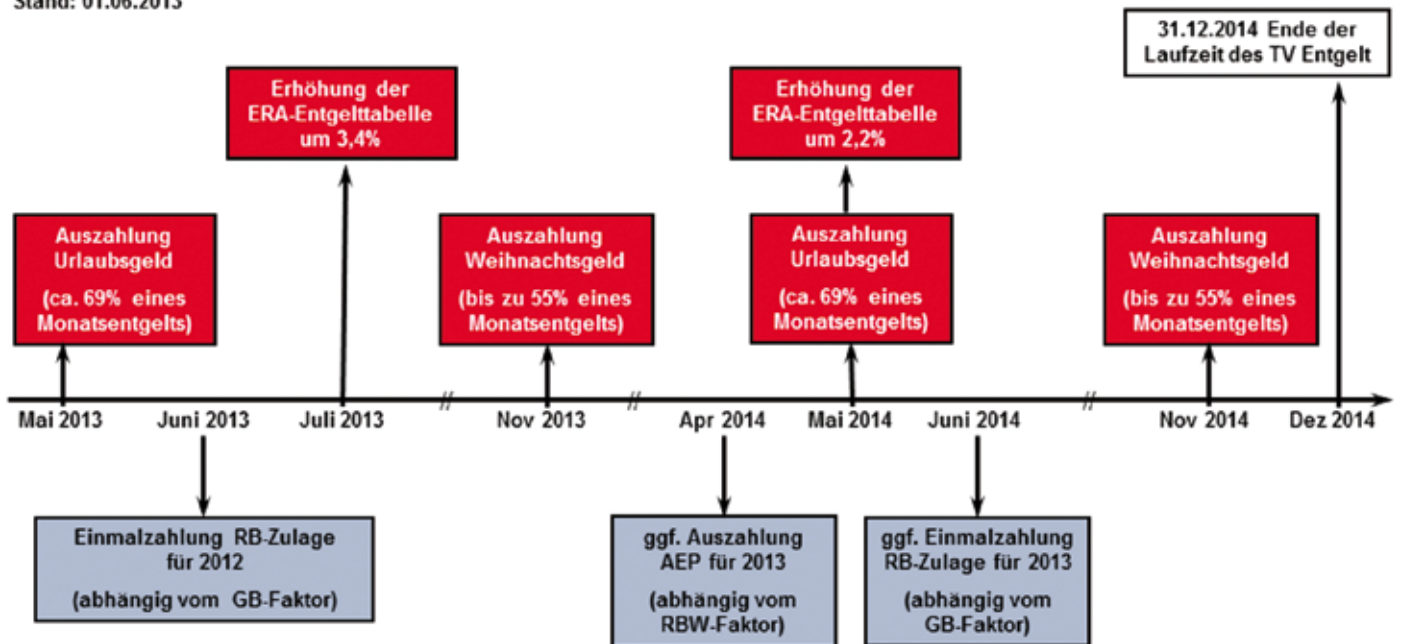 Stand: 01.06.2013
31.12.2014 Ende der
Laufzeit des TV Entgelt
Erhöhung der
ERA-Entgelttabelle
um 3,4%
Erhöhung der
ERA-Entgelttabelle
um 2,2%
Auszahlung
Urlaubsgeld
(ca. 69% eines
Monatsentgelts)
Auszahlung
Weihnachtsgeld
(bis zu 55% eines
Monatsentgelts)
Auszahlung
Urlaubsgeld
(ca. 69% eines
Monatsentgelts)
Auszahlung
Weihnachtsgeld
(bis zu 55% eines
Monatsentgelts)
Mai 2013 Juni 2013 Juli 2013 Nov 2013 Apr 2014 Mai 2014 Juni 2014 Nov 2014 Dez 2014
Einmalzahlung RB-Zulage
für 2012
(abhängig vom GB-Faktor)
ggf. Auszahlung
AEP für 2013
(abhängig vom
RBW-Faktor)
ggf. Einmalzahlung
RB-Zulage für 2013
(abhängig vom
GB-Faktor)